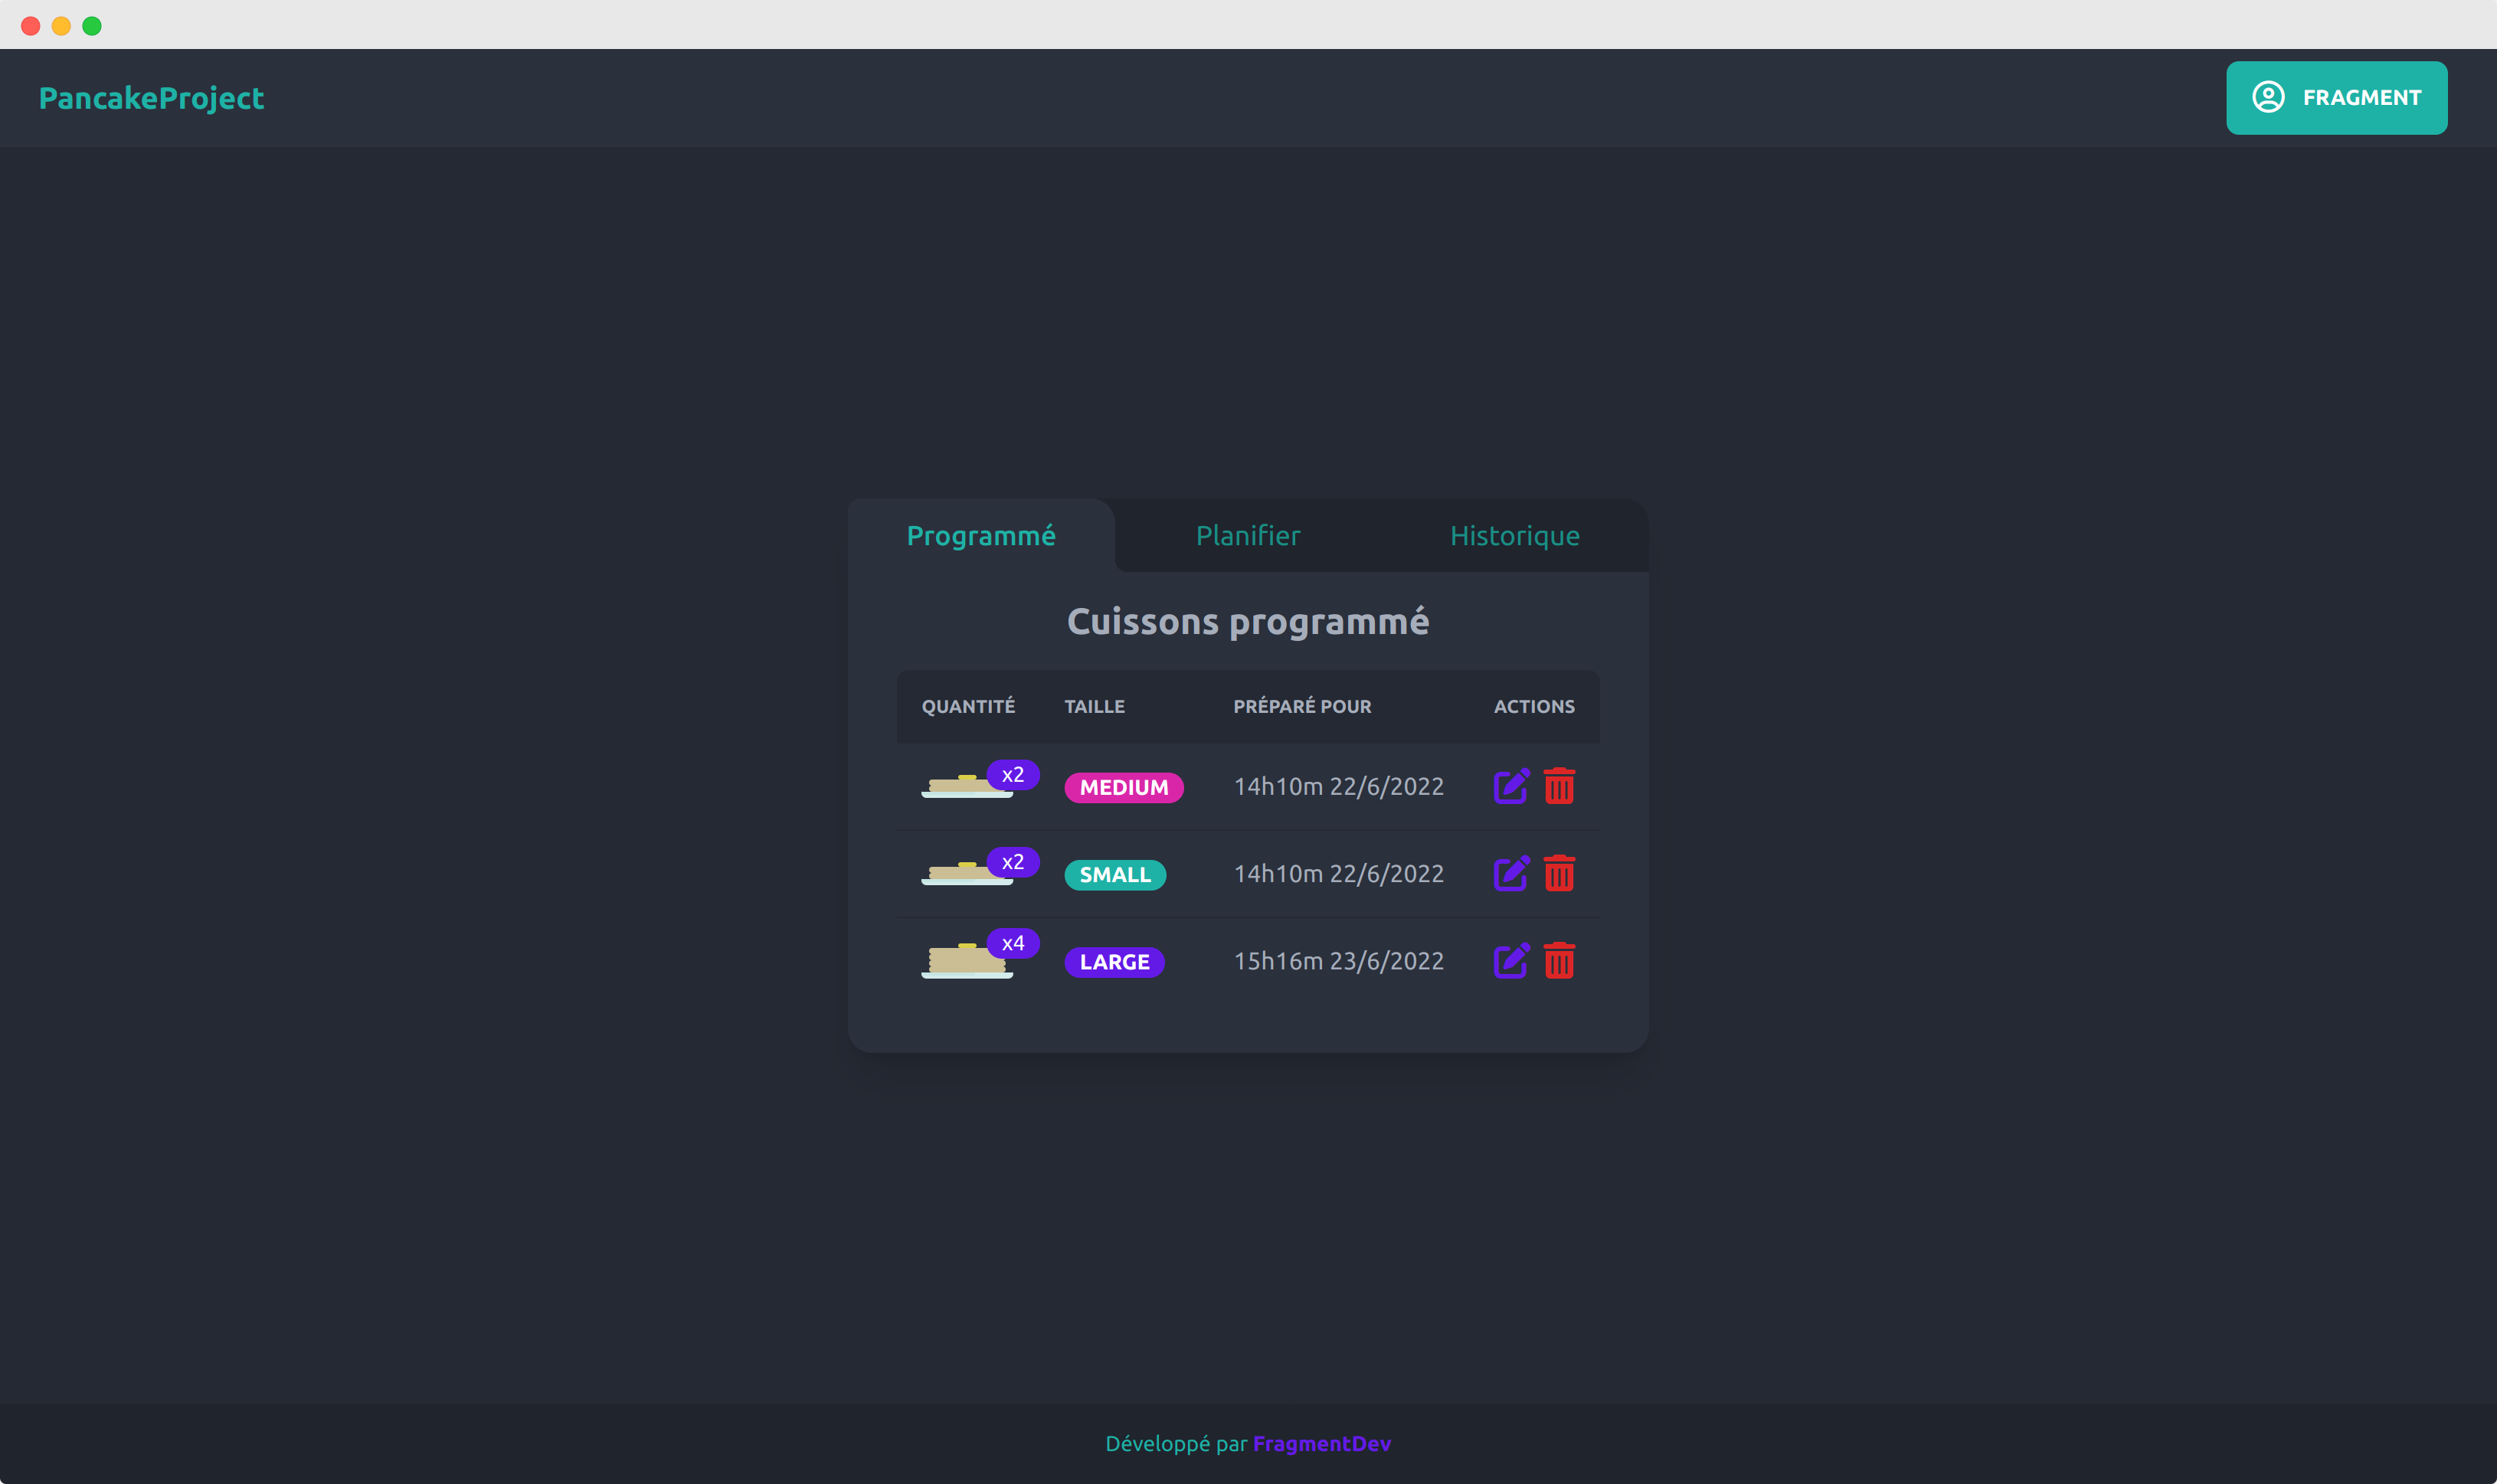 PancakeProject
FRAGMENT
Programmé Planifier Historique
Cuissons programmé
QUANTITÉ TAILLE PRÉPARÉ POUR ACTIONS
x2 MEDIUM 14h10m 22/6/2022
x2 SMALL 14h10m 22/6/2022
x4 LARGE 15h16m 23/6/2022
Développé par FragmentDev